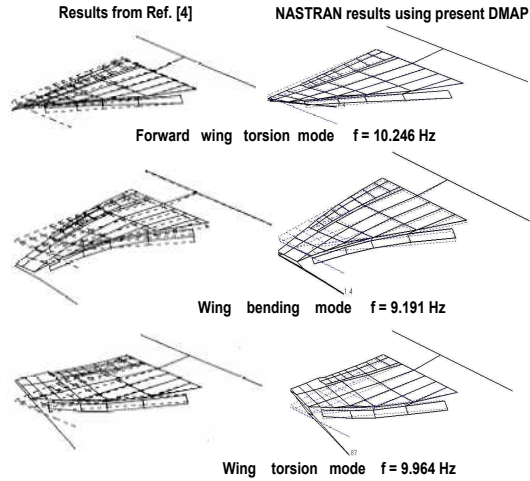 Results from Ref. [4]
NASTRAN results using present DMAP
Forward wing torsion mode f = 10.246 Hz
1.4
Wing bending mode f = 9.191 Hz
.87
Wing torsion mode f = 9.964 Hz